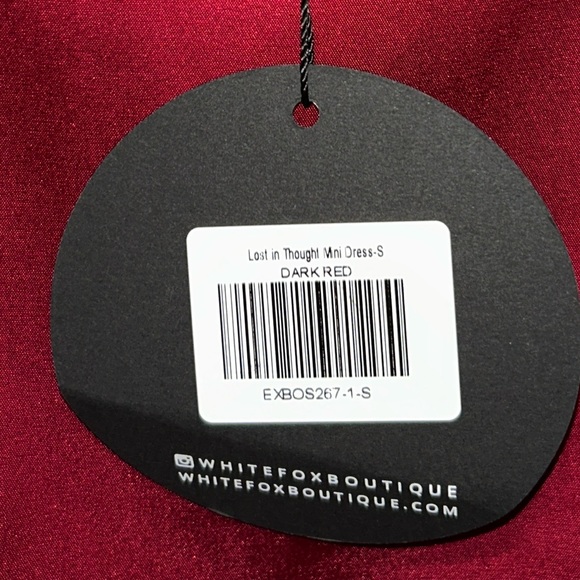 Lost in Thought Mini Dress-S
DARK RED
EXBOS267-1-S
WHITEFOXBOUTIQUE
WHITEFOXBOUTIQUE.COM